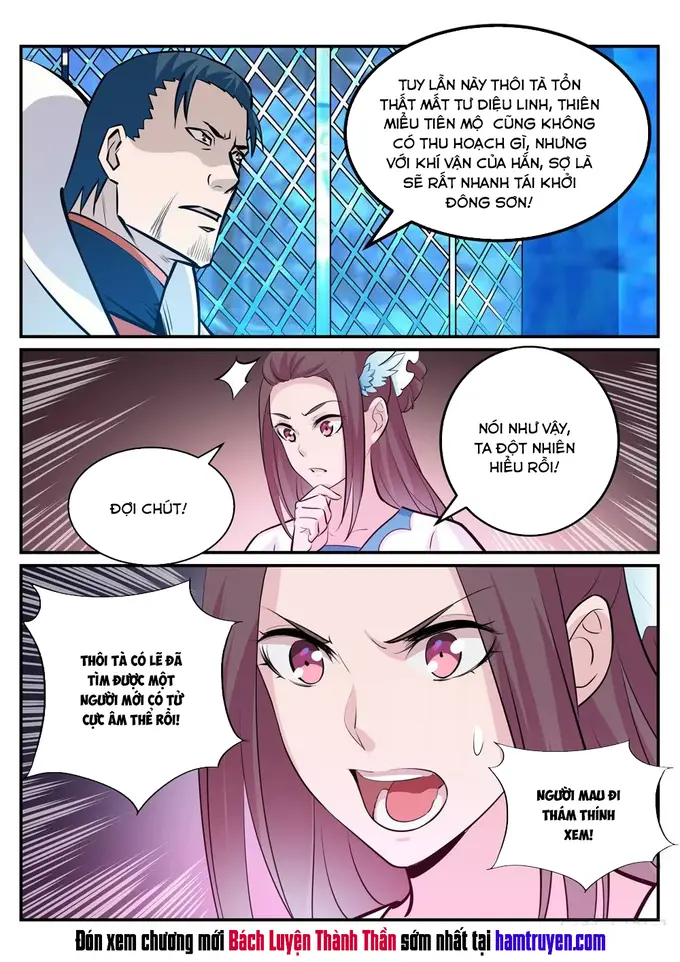 TUY LẦN NÀY THÔI TÀ TỔN
THẤT MẤT TƯ DIỆU LINH, THIÊN
MIỂU TIÊN MỘ CŨNG KHÔNG
CÓ THU HOẠCH GÌ, NHƯNG
VỚI KHÍ VẬN CỦA HẮN, SỢ LÀ
SẼ RẤT NHANH TÁI KHỞI
ĐÔNG SƠN!
NÓI NHƯ VẬY,
TA ĐỘT NHIÊN
HIỂU RỒI!
ĐỢI CHÚT!
THÔI TÀ CÓ LẼ ĐÃ
TÌM ĐƯỢC MỘT
NGƯỜI MỚI CÓ TỪ
CỰC ÂM THỂ RỒI!
NGƯỜI MAU ĐI
THÁM THÍNH
XEM!
Đón xem chương mới Bách Luyện Thành Thần sớm nhất tại hamtruyen.com